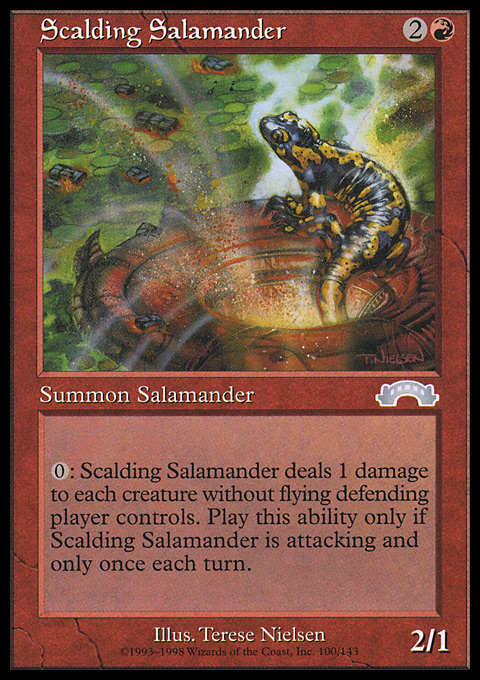 Scalding Salamander 2
T. NIELSON
Summon Salamander
0: Scalding Salamander deals 1 damage
to each creature without flying defending
player controls. Play this ability only if
Scalding Salamander is attacking and
only once each turn.
Illus. Terese Nielsen
2/1
©1993–1998 Wizards of the Coast, Inc. 100/143